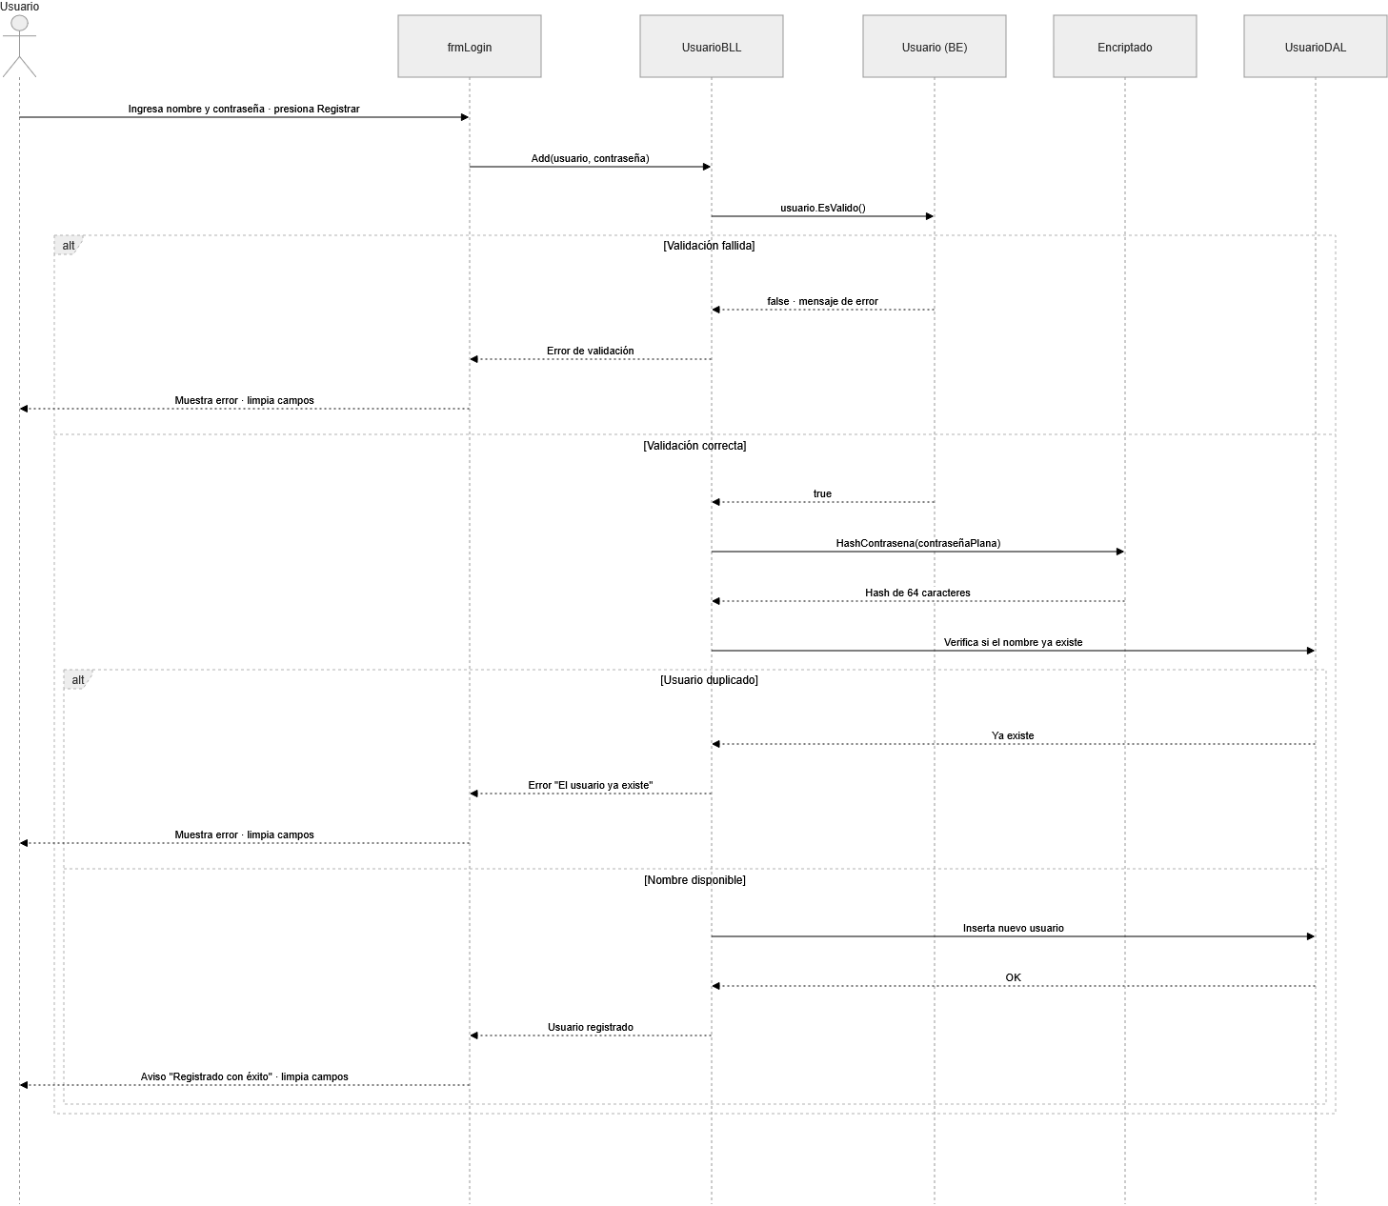 Usuario
frmLogin
UsuarioBLL
Usuario (BE)
Encriptado
UsuarioDAL
Ingresa nombre y contraseña · presiona Registrar
Add(usuario, contraseña)
usuario.EsValido()
alt
[Validación fallida]
false · mensaje de error
Error de validación
Muestra error · limpia campos
[Validación correcta]
true
HashContrasena(contraseñaPlana)
Hash de 64 caracteres
Verifica si el nombre ya existe
alt
[Usuario duplicado]
Ya existe
Error "El usuario ya existe"
Muestra error · limpia campos
[Nombre disponible]
Inserta nuevo usuario
OK
Usuario registrado
Aviso "Registrado con éxito" · limpia campos